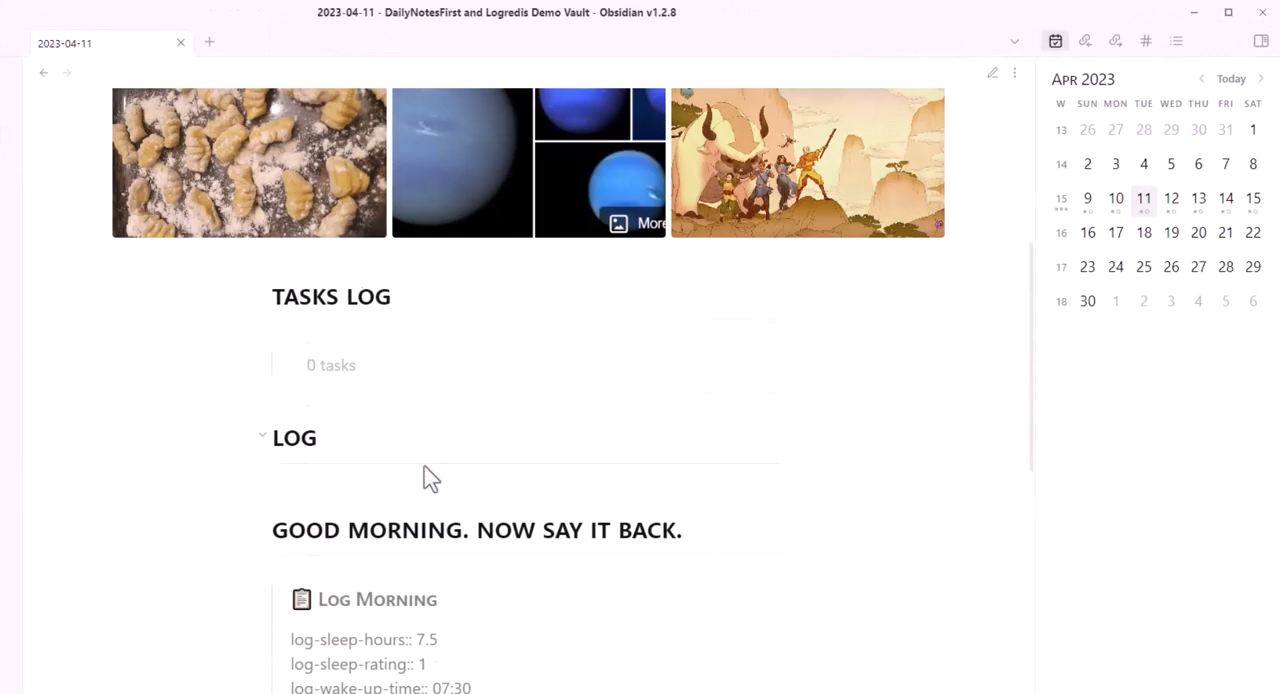 2023-04-11 - DailyNotesFirst and Logredis Demo Vault - Obsidian v1.2.8
2023-04-11
More
TASKS LOG
0 tasks
LOG
GOOD MORNING. NOW SAY IT BACK.
LOG MORNING
log-sleep-hours:: 7.5
log-sleep-rating:: 1
log-wake-up-time:: 07:30
APR 2023
Today
W SUN MON TUE WED THU FRI SAT
13 26 27 28 29 30 31 1
14 2 3 4 5 6 7 8
15 9 10 11 12 13 14 15
16 16 17 18 19 20 21 22
17 23 24 25 26 27 28 29
18 30 1 2 3 4 5 6